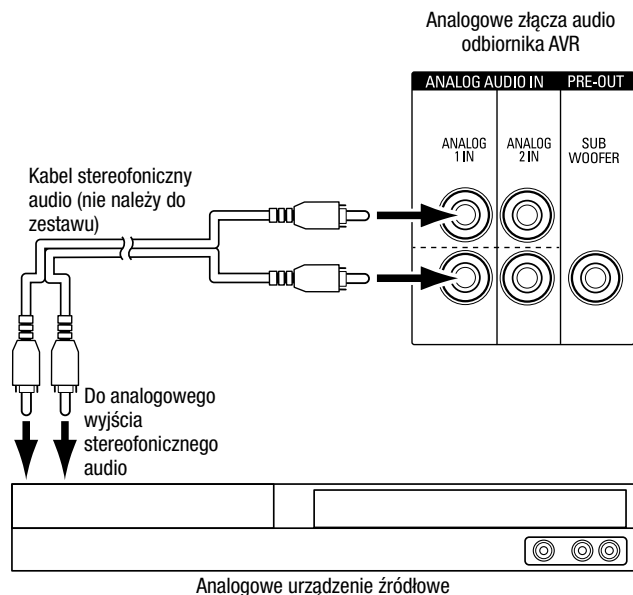 Analogowe złącza audio
odbiornika AVR
ANALOG AUDIO IN PRE-OUT
ANALOG
1 IN
ANALOG
2 IN
SUB
WOOFER
Kabel stereofoniczny
audio (nie należy do
zestawu)
Do analogowego
wyjścia
stereofonicznego
audio
Analogowe urządzenie źródłowe